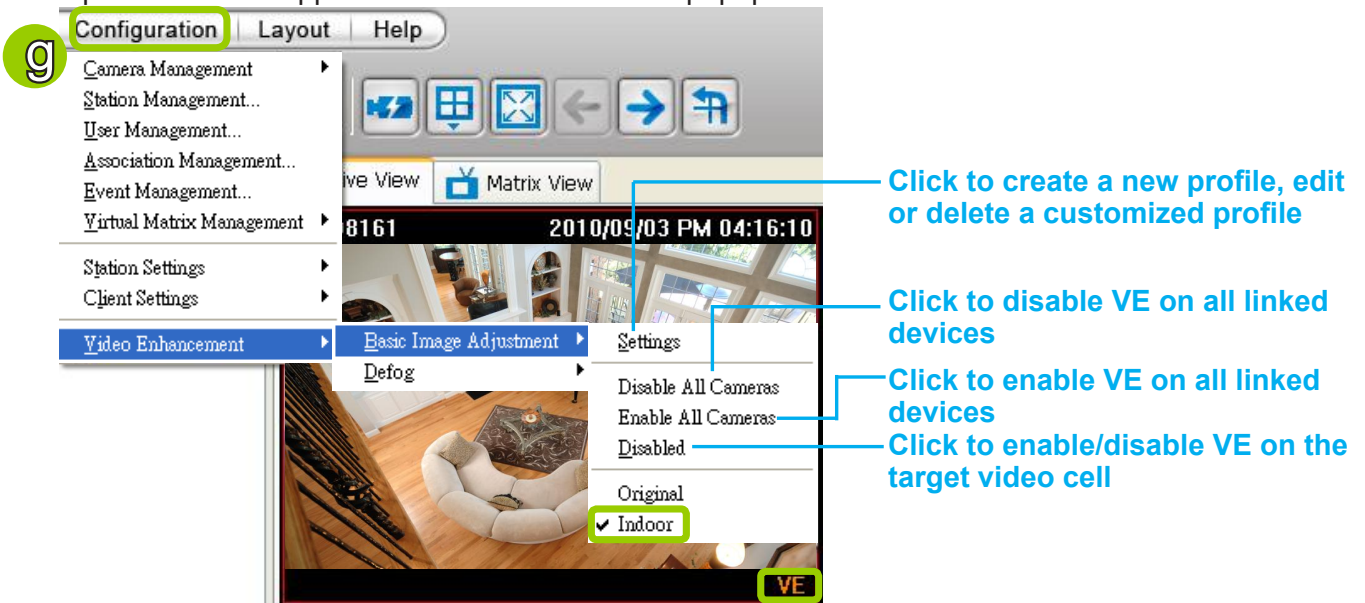 Configuration Layout Help
g
Camera Management
Station Management...
User Management...
Association Management...
Event Management...
Virtual Matrix Management
Station Settings
Client Settings
Video Enhancement
ive View
Matrix View
8161
2010/09/03 PM 04:16:10
Basic Image Adjustment
Defog
Settings
Disable All Cameras
Enable All Cameras
Disabled
Original
Indoor
VE
Click to create a new profile, edit
or delete a customized profile
Click to disable VE on all linked
devices
Click to enable VE on all linked
devices
Click to enable/disable VE on the
target video cell